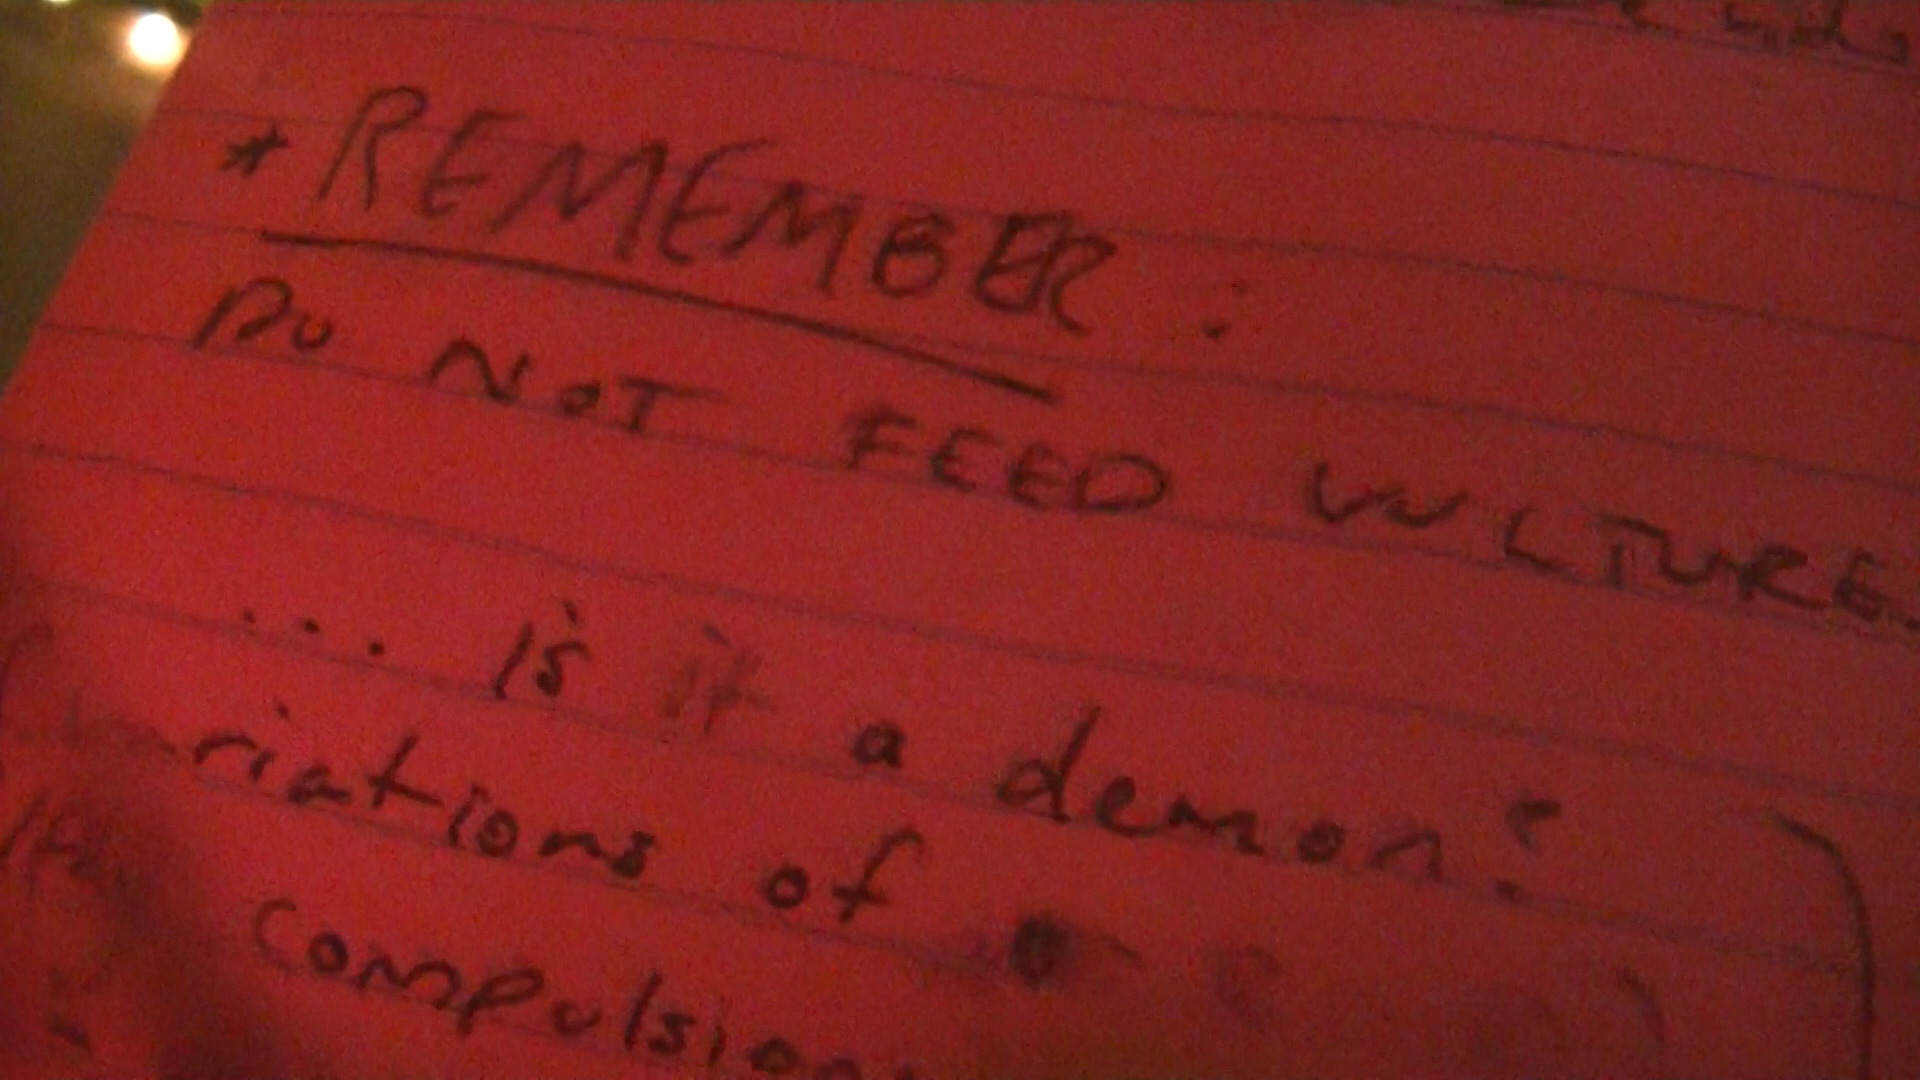 * REMEMBER:
DO NOT FEED VULTURE
... is it a demon?
riations of
compulsion